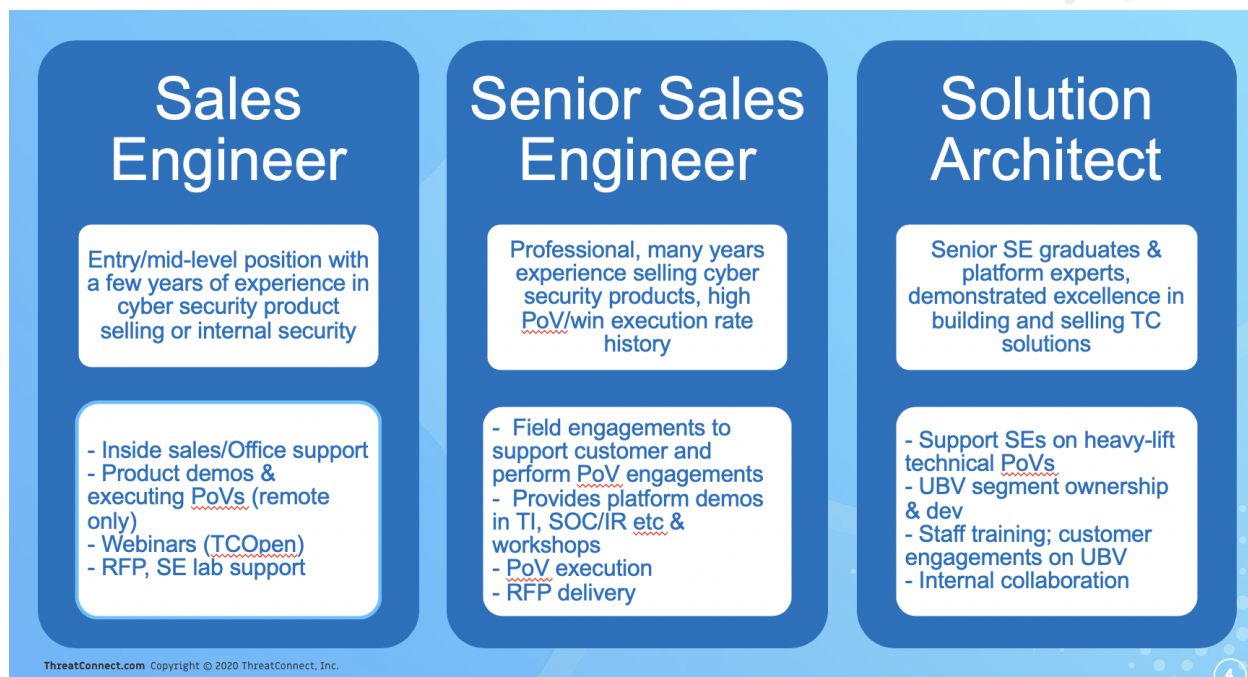 Sales
Engineer
Entry/mid-level position with
a few years of experience in
cyber security product
selling or internal security
- Inside sales/Office support
- Product demos &
executing PoVs (remote
only)
- Webinars (TCOpen)
- RFP, SE lab support
Senior Sales
Engineer
Professional, many years
experience selling cyber
security products, high
PoV/win execution rate
history
- Field engagements to
support customer and
perform PoV engagements
- Provides platform demos
in TI, SOC/IR etc &
workshops
- PoV execution
- RFP delivery
Solution
Architect
Senior SE graduates &
platform experts,
demonstrated excellence in
building and selling TC
solutions
- Support SEs on heavy-lift
technical PoVs
- UBV segment ownership
& dev
- Staff training; customer
engagements on UBV
- Internal collaboration
ThreatConnect.com Copyright © 2020 ThreatConnect, Inc.
4